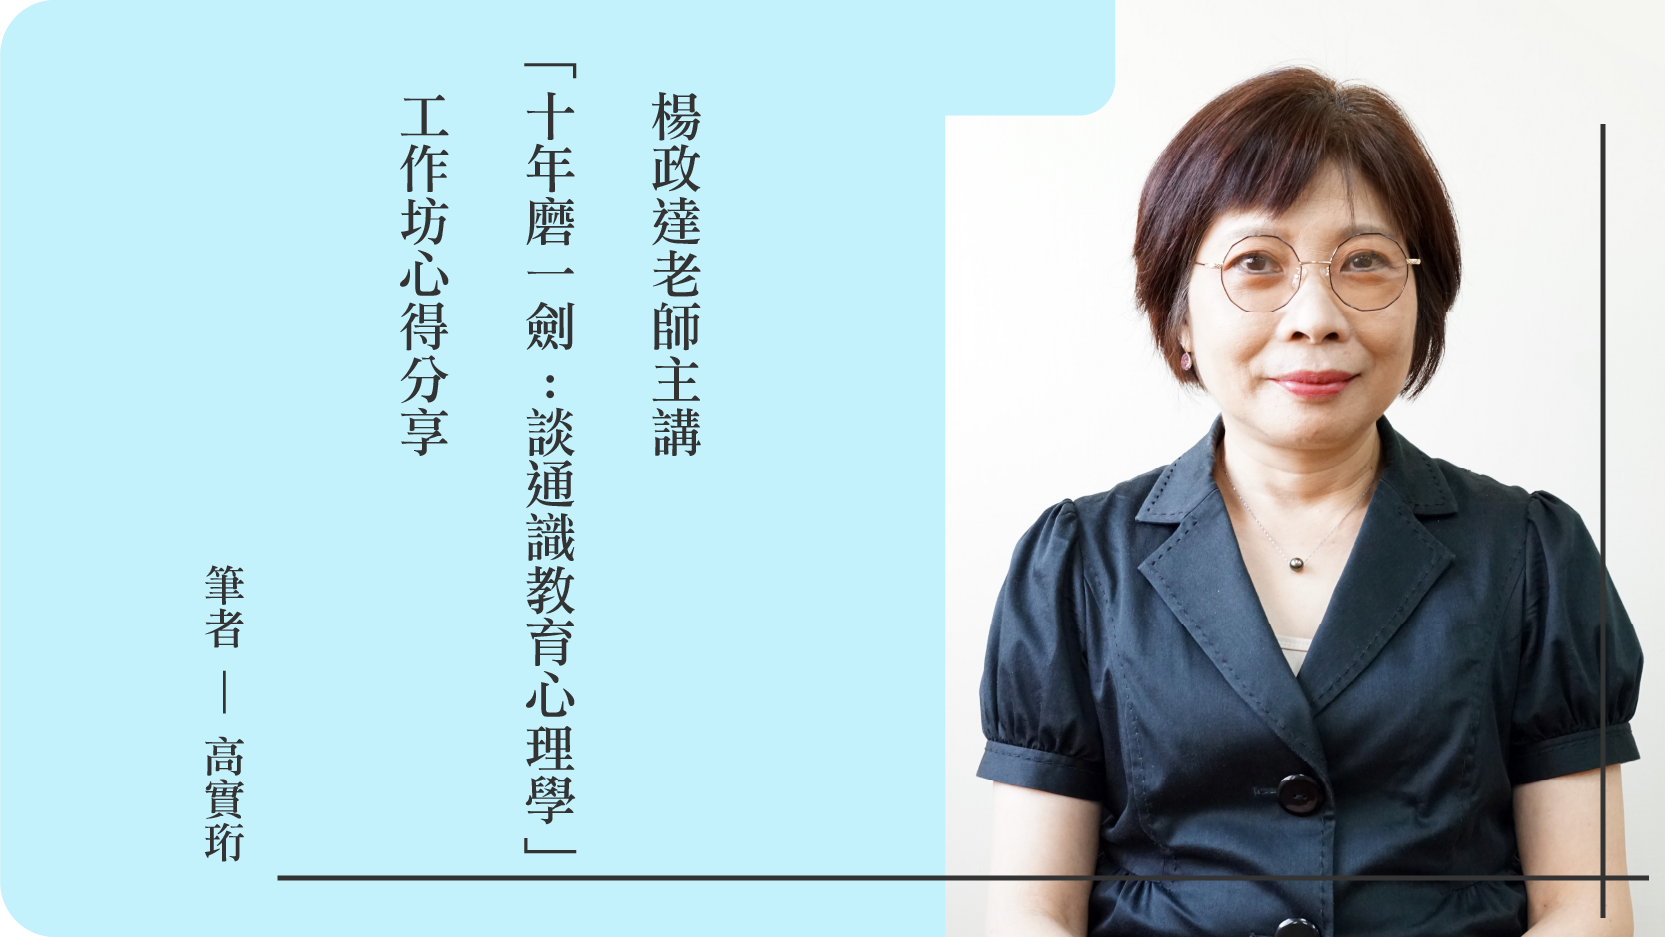 楊政達老師主講
「十年磨一劍：談通識教育心理學」
工作坊心得分享
筆者 — 高實珩